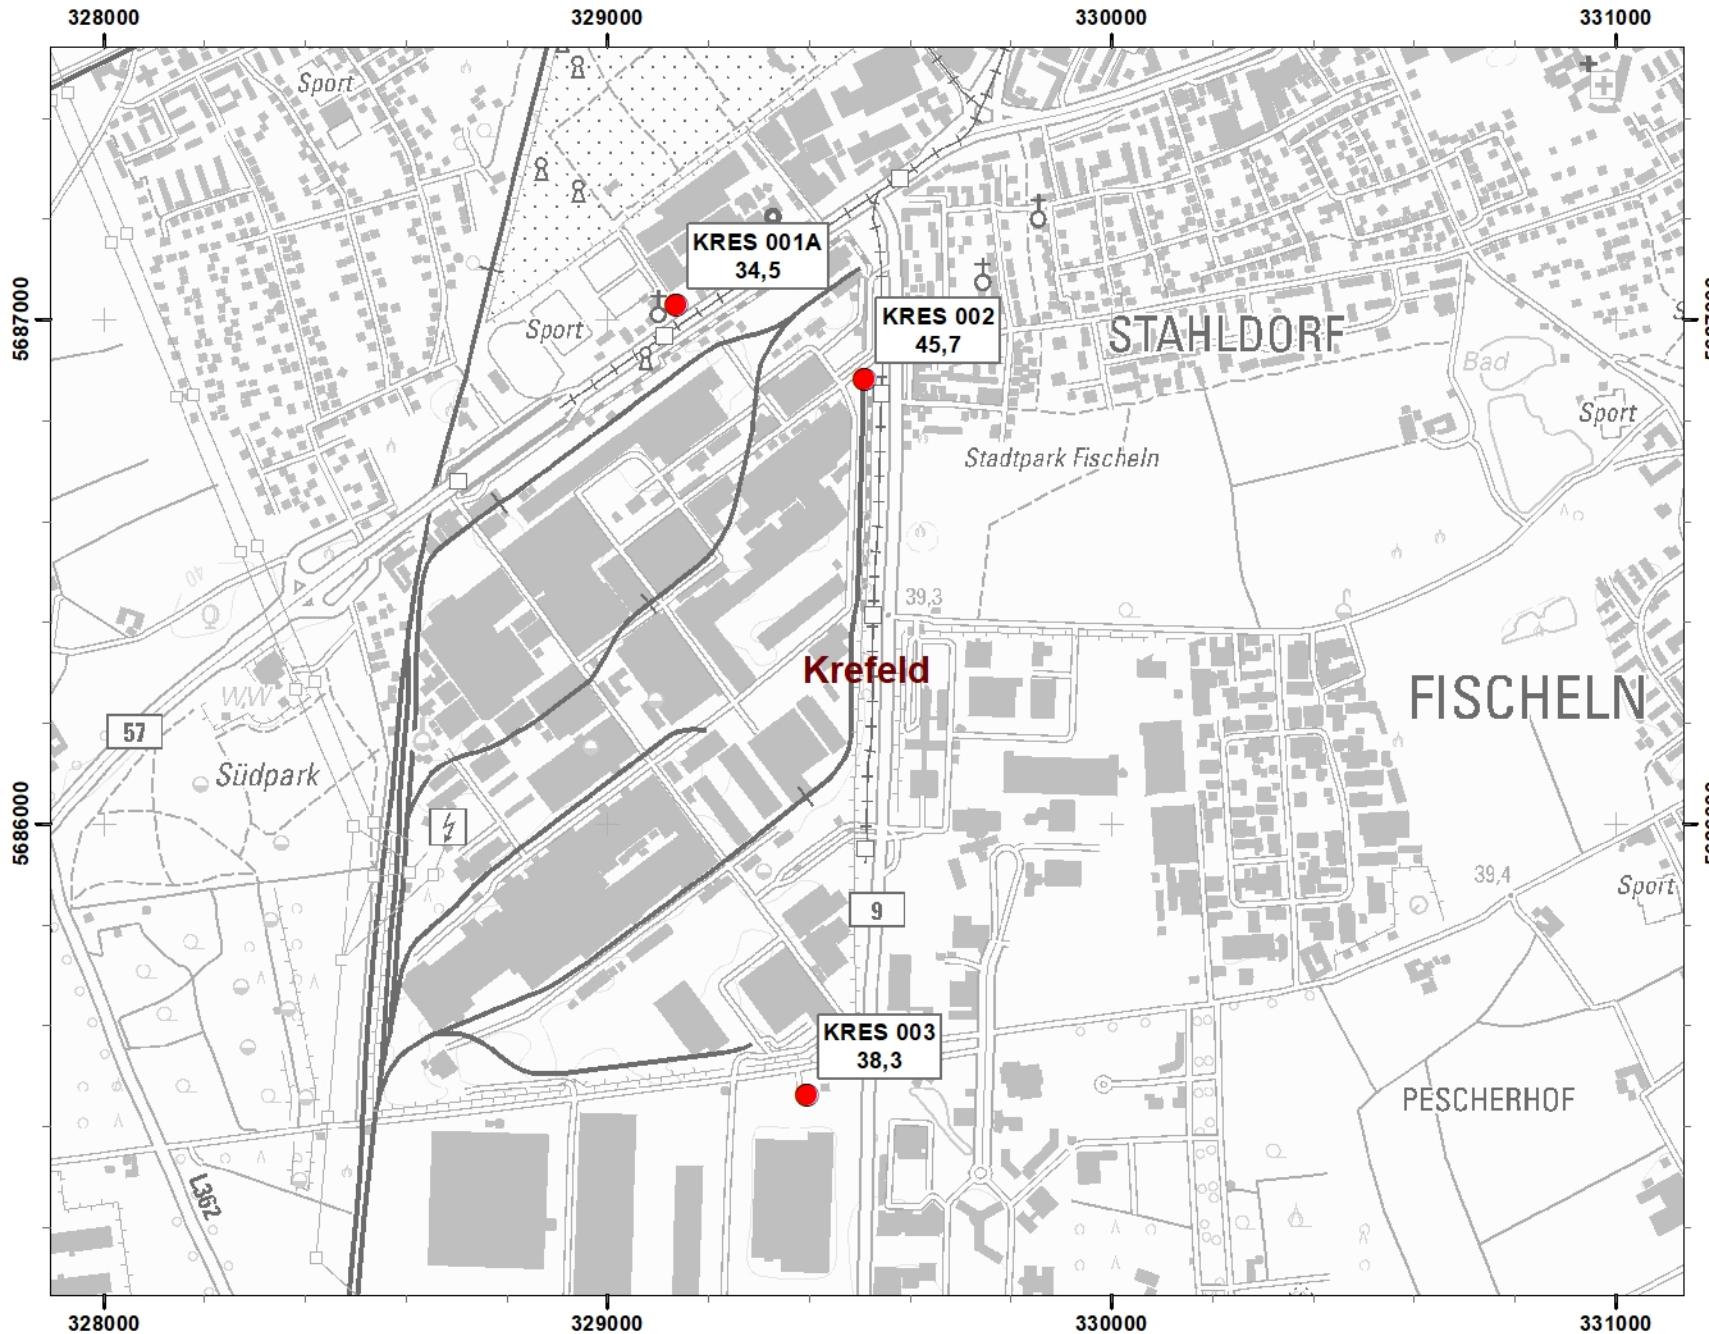 328000
329000
330000
331000
Sport
KRES 001A
34,5
5687000
Sport
KRES 002
45,7
STAHLDORF
Bad
Sport
Stadtpark Fischeln
40
39,3
Krefeld
WW
FISCHELN
57
Südpark
5686000
39,4
Sport
9
KRES 003
38,3
PESCHERHOF
L362
328000
329000
330000
331000